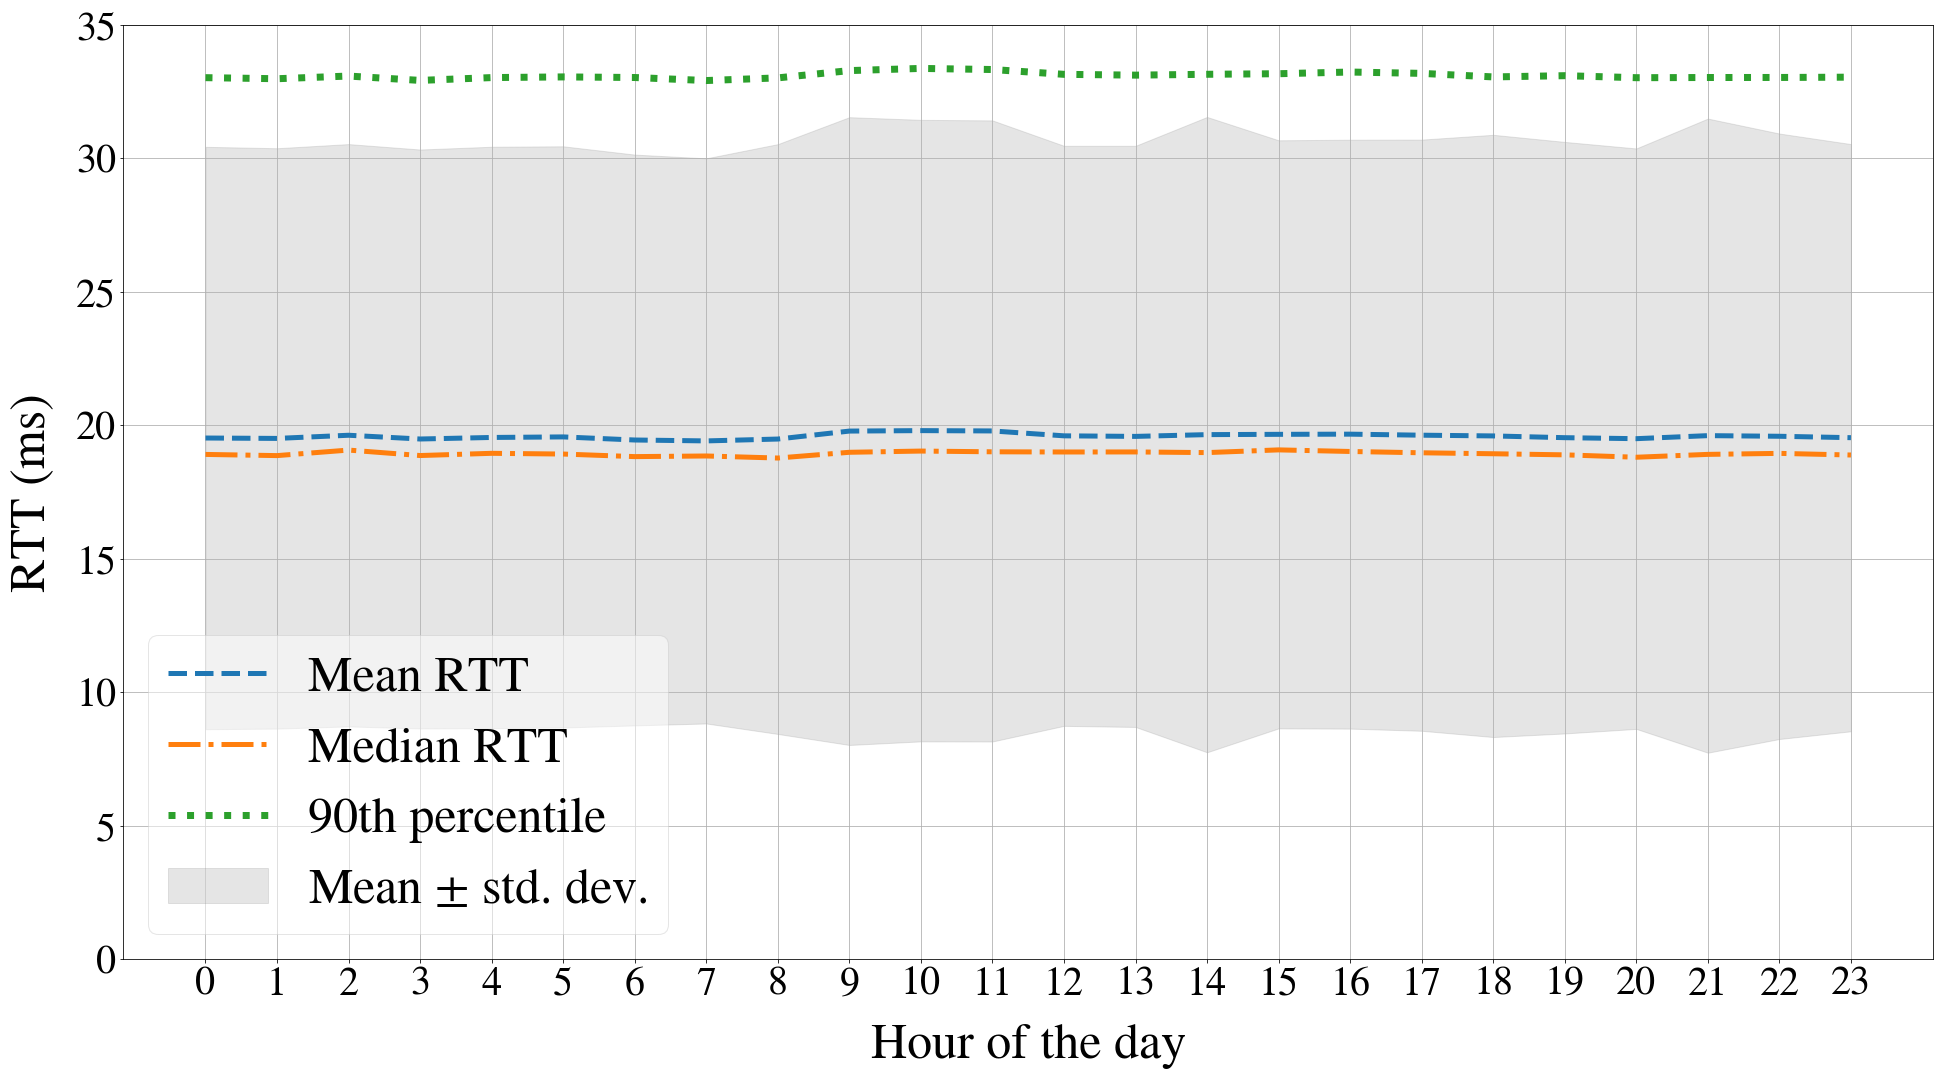 35
30
25
20
15
10
5
0
RTT (ms)
Mean RTT
Median RTT
90th percentile
Mean ± std. dev.
0 1 2 3 4 5 6 7 8 9 10 11 12 13 14 15 16 17 18 19 20 21 22 23
Hour of the day